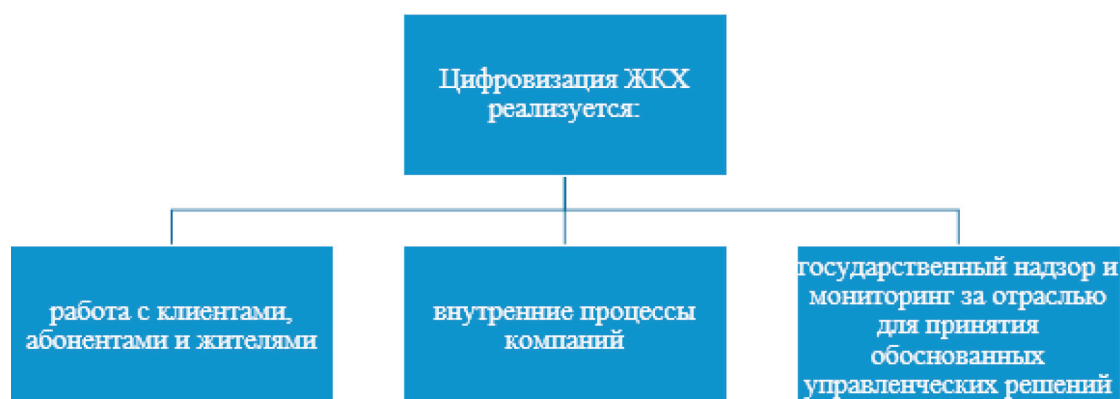 Цифровизация ЖКХ
реализуется:
работа с клиентами,
абонентами и жителями
внутренние процессы
компаний
государственный надзор и
мониторинг за отраслью
для принятия
обоснованных
управленческих решений